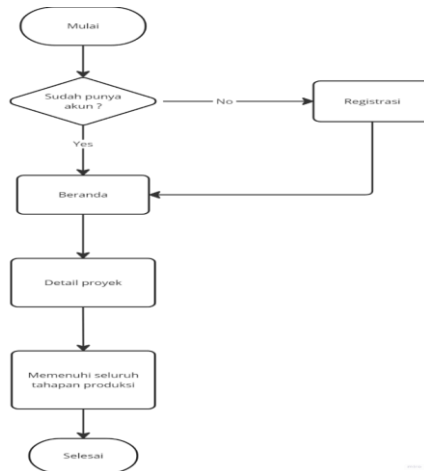 Mulai
Sudah punya
akun ?
No
Registrasi
Yes
Beranda
Detail proyek
Memenuhi seluruh
tahapan produksi
Selesai